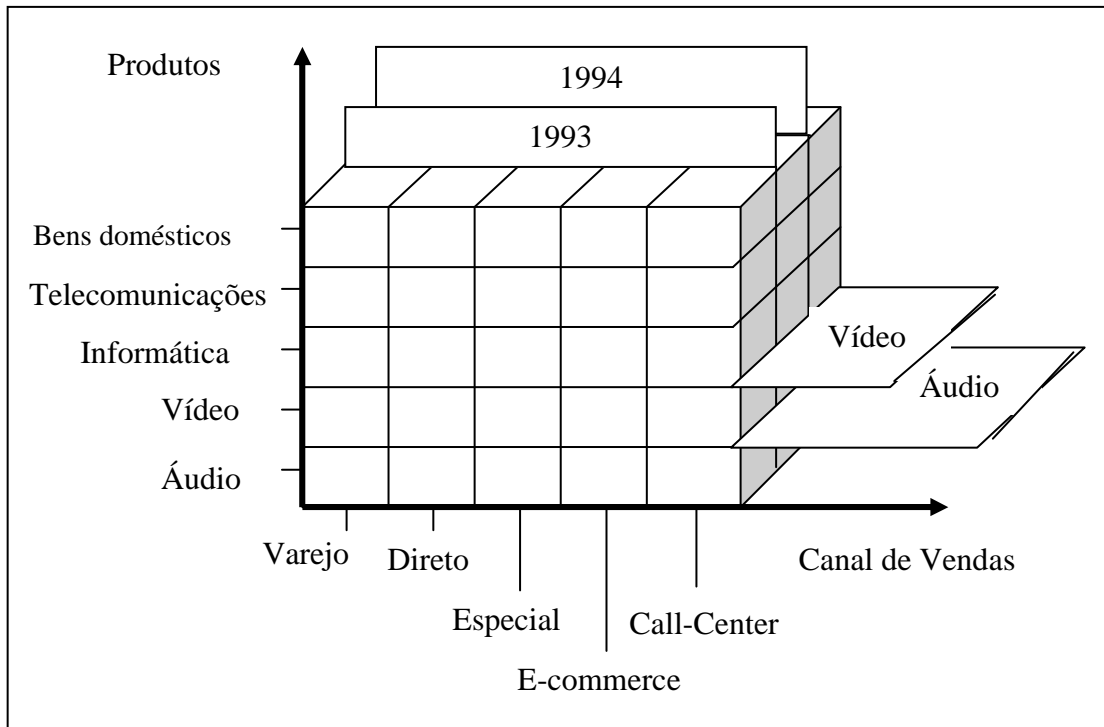 Produtos
1994
1993
Bens domésticos
Telecomunicações
Informática
Vídeo
Áudio
Vídeo
Áudio
Varejo
Direto
Especial
E-commerce
Call-Center
Canal de Vendas